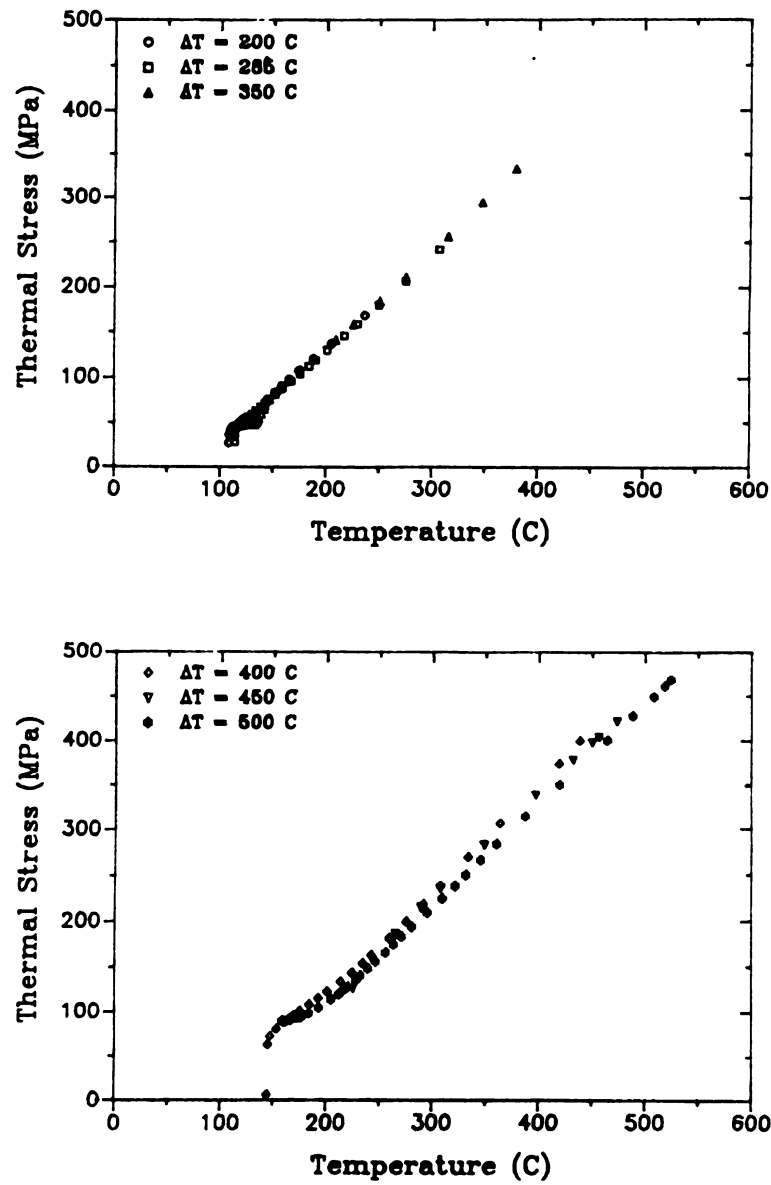 500
400
300
200
100
0
Thermal Stress (MPa)
ΔT = 200 C
ΔT = 285 C
ΔT = 350 C
0 100 200 300 400 500 600
Temperature (C)
500
400
300
200
100
0
Thermal Stress (MPa)
ΔT = 400 C
ΔT = 450 C
ΔT = 500 C
0 100 200 300 400 500 600
Temperature (C)